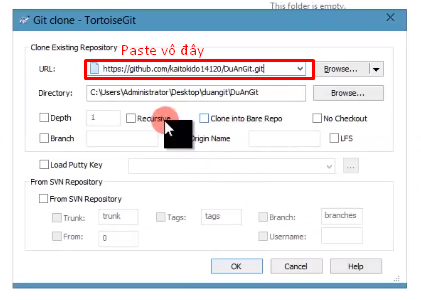 This folder is empty.
Git clone - TortoiseGit
Clone Existing Repository
Paste vô đây
URL: https://github.com/kaitokido14120/DuAnGit.git Browse...
Directory: C:\Users\Administrator\Desktop\duangit\DuAnGit Browse...
Depth 1 Recursive Clone into Bare Repo No Checkout
Branch Origin Name LFS
Load Putty Key ...
From SVN Repository
From SVN Repository
Trunk: trunk Tags: tags Branch: branches
From: 0 Username:
OK Cancel Help